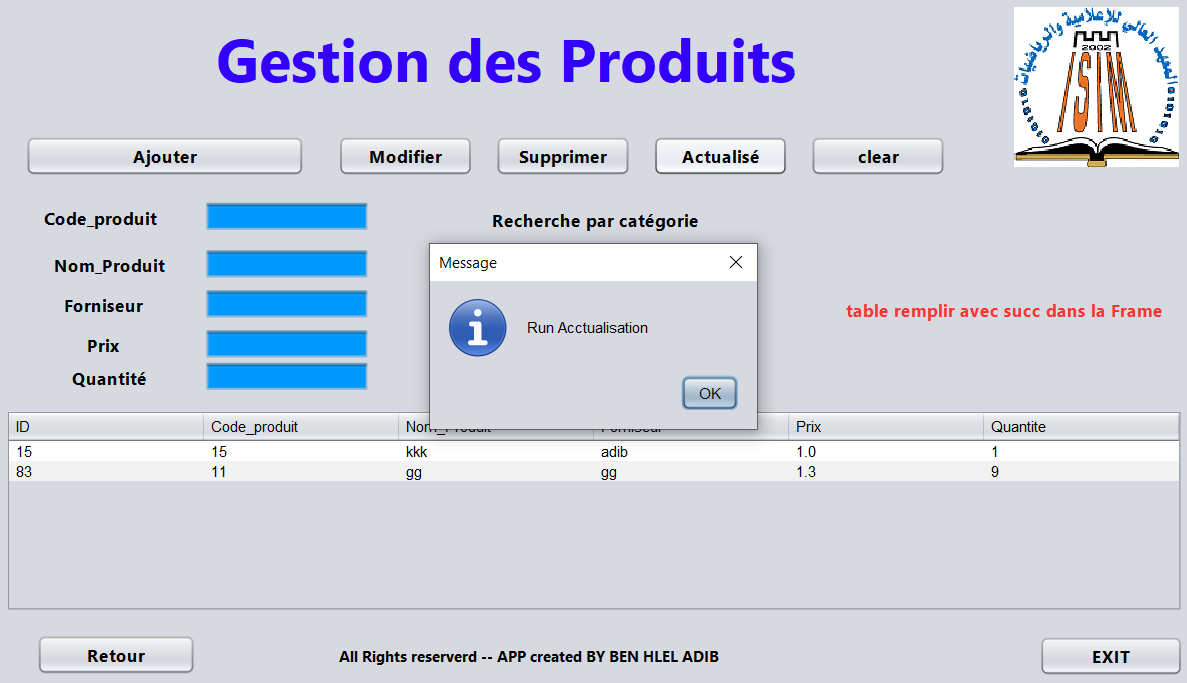 Gestion des Produits
المعهد العالي للإعلامية والرياضيات
2002
ISIM
Ajouter
Modifier
Supprimer
Actualisé
clear
Code_produit
Recherche par catégorie
Nom_Produit
Message
Forniseur
table remplir avec succ dans la Frame
Run Acctualisation
Prix
Quantité
OK
ID Code_produit Nom_Produit Forniseur Prix Quantite
15 15 kkk adib 1.0 1
83 11 gg gg 1.3 9
Retour
All Rights reserverd -- APP created BY BEN HLEL ADIB
EXIT